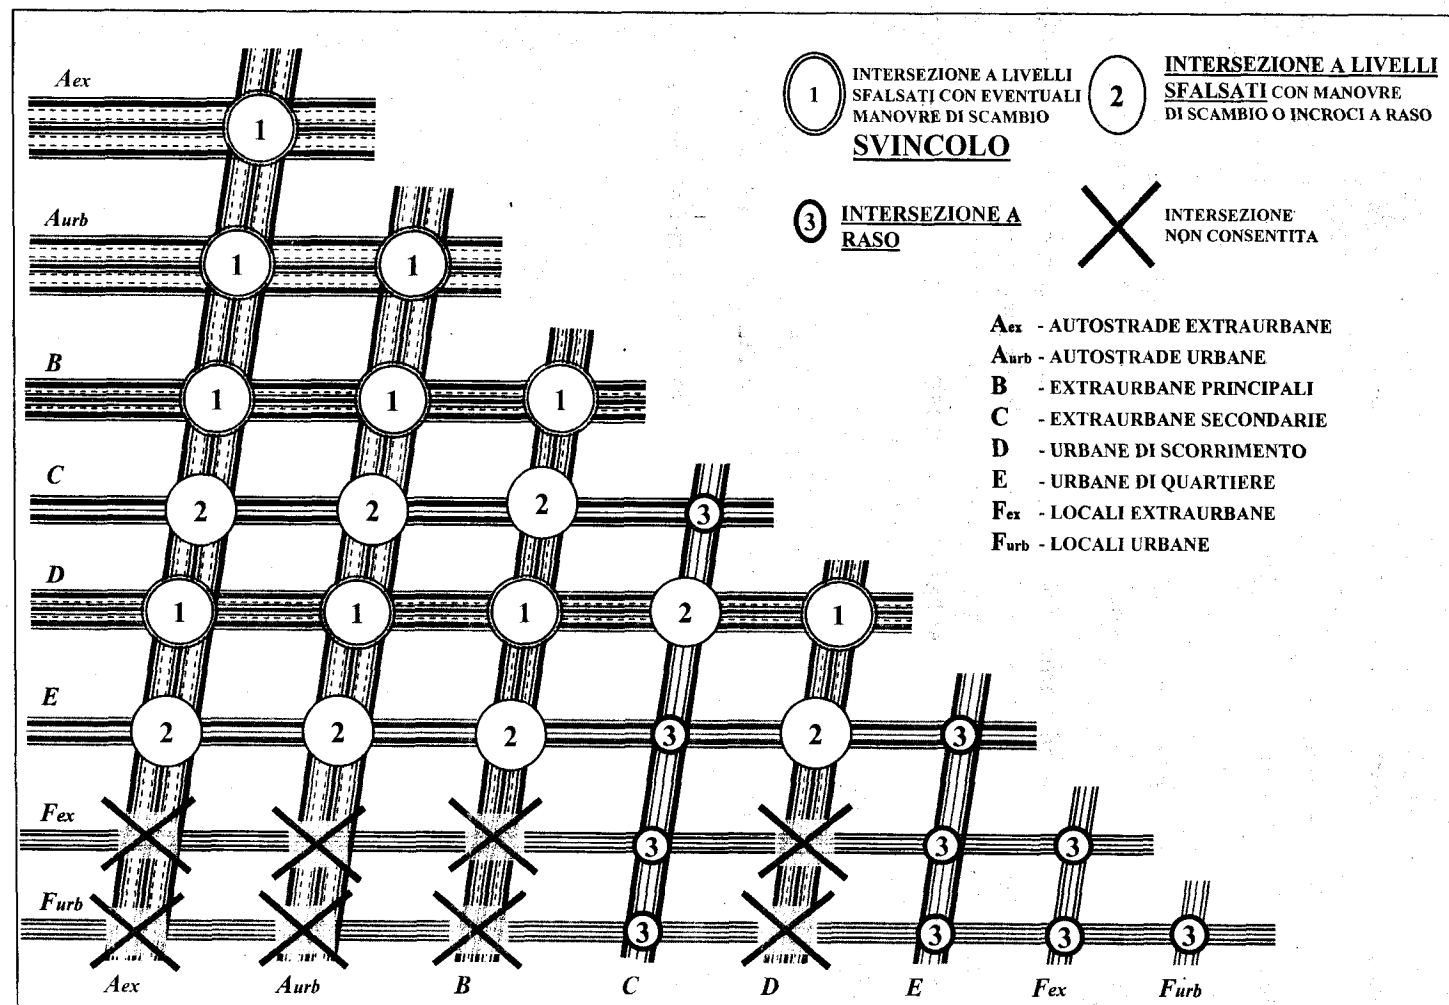 Aex
1
1 INTERSEZIONE A LIVELLI
SFALSATI CON EVENTUALI
MANOVRE DI SCAMBIO
SVINCOLO
2 INTERSEZIONE A LIVELLI
SFALSATI CON MANOVRE
DI SCAMBIO O INCROCI A RASO
3 INTERSEZIONE A
RASO
INTERSEZIONE
NON CONSENTITA
Aurb
1 1
B
1 1 1
Aex - AUTOSTRADE EXTRAURBANE
Aurb - AUTOSTRADE URBANE
B - EXTRAURBANE PRINCIPALI
C - EXTRAURBANE SECONDARIE
D - URBANE DI SCORRIMENTO
E - URBANE DI QUARTIERE
Fex - LOCALI EXTRAURBANE
Furb - LOCALI URBANE
C
2 2 2 3
D
1 1 1 2 1
E
2 2 2 3 2 3
Fex
3 3 3
Furb
3 3 3 3
Aex Aurb B C D E Fex Furb